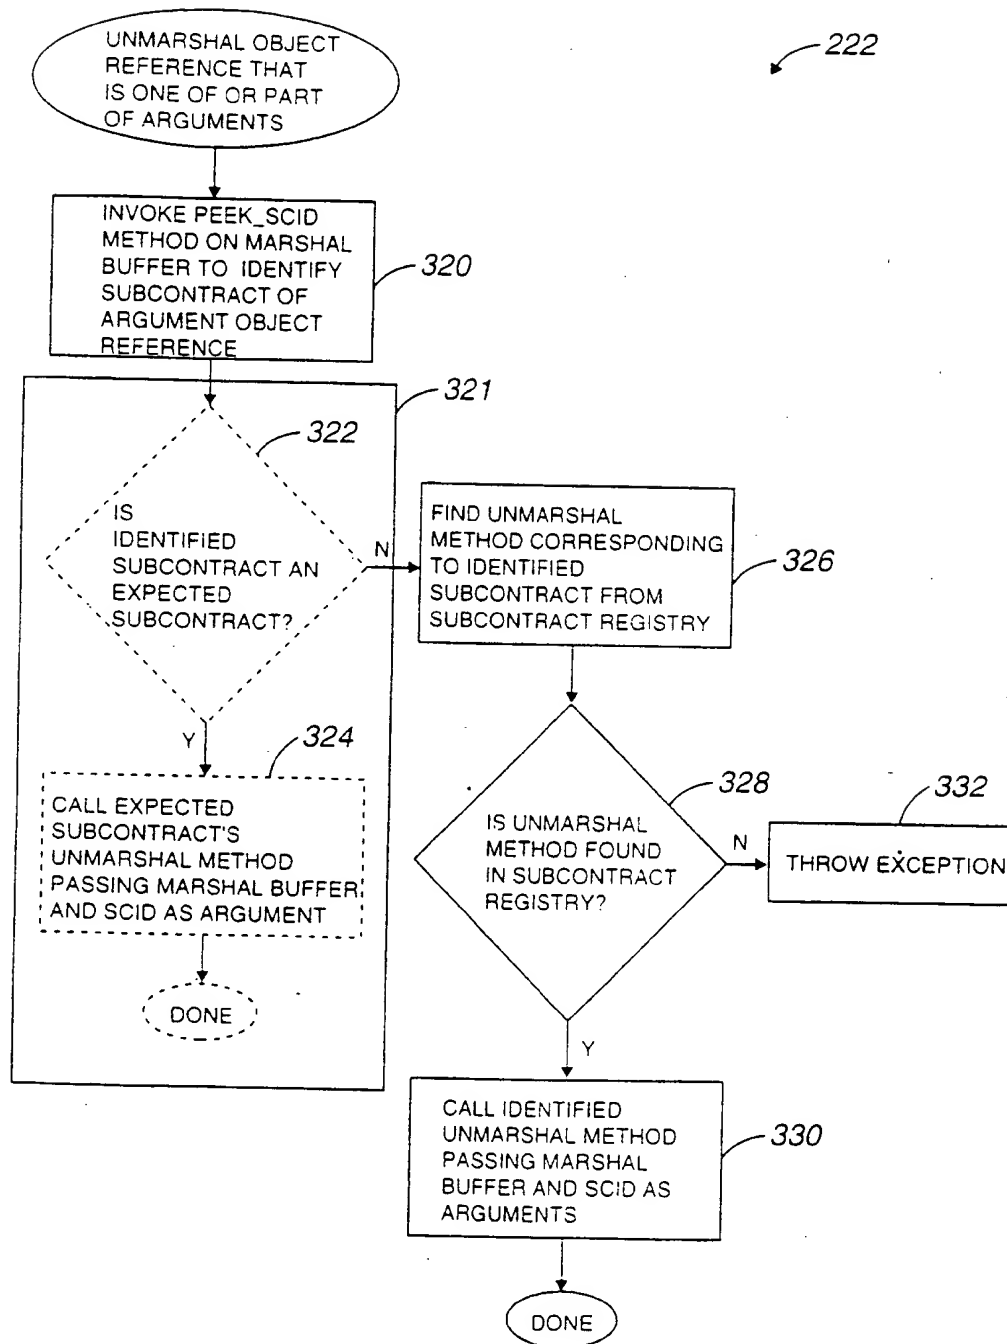 UNMARSHAL OBJECT
REFERENCE THAT
IS ONE OF OR PART
OF ARGUMENTS
222
INVOKE PEEK_SCID
METHOD ON MARSHAL
BUFFER TO IDENTIFY
SUBCONTRACT OF
ARGUMENT OBJECT
REFERENCE
320
321
322
IS
IDENTIFIED
SUBCONTRACT AN
EXPECTED
SUBCONTRACT?
N
FIND UNMARSHAL
METHOD CORRESPONDING
TO IDENTIFIED
SUBCONTRACT FROM
SUBCONTRACT REGISTRY
326
Y
324
CALL EXPECTED
SUBCONTRACT'S
UNMARSHAL METHOD
PASSING MARSHAL BUFFER
AND SCID AS ARGUMENT
DONE
328
IS UNMARSHAL
METHOD FOUND
IN SUBCONTRACT
REGISTRY?
N
332
THROW EXCEPTION
Y
CALL IDENTIFIED
UNMARSHAL METHOD
PASSING MARSHAL
BUFFER AND SCID AS
ARGUMENTS
330
DONE